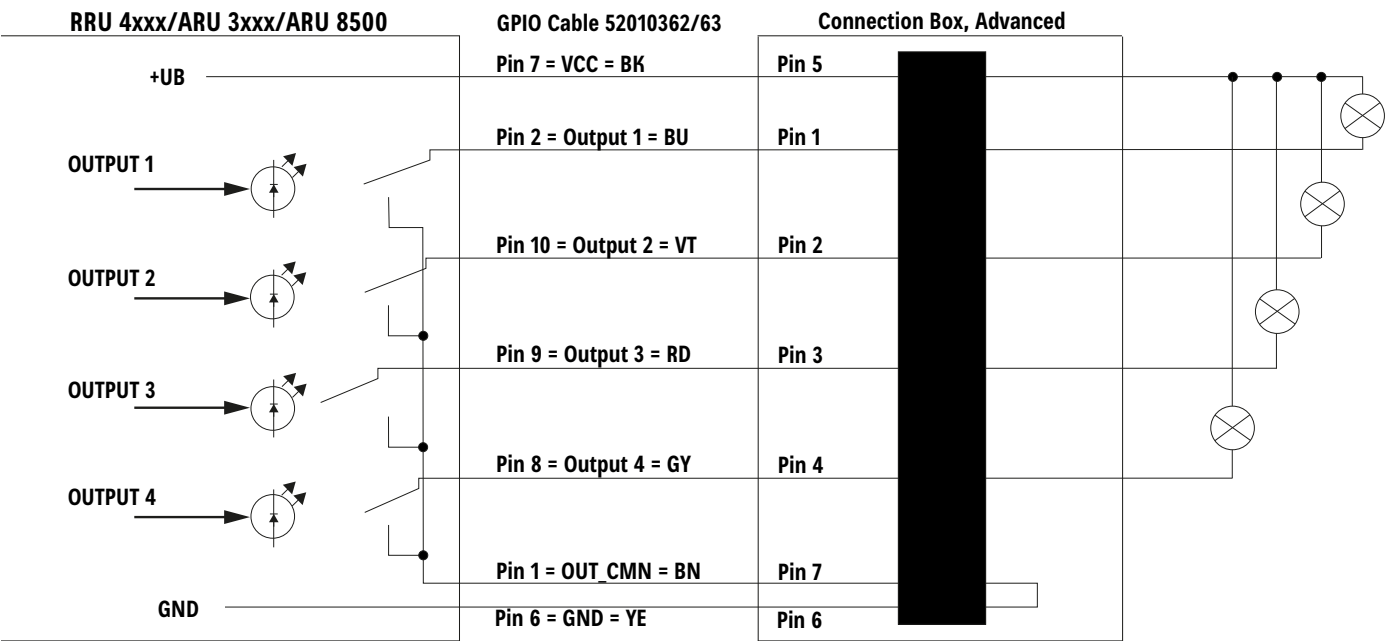 RRU 4xxx/ARU 3xxx/ARU 8500
GPIO Cable 52010362/63
Connection Box, Advanced
+UB
Pin 7 = VCC = BK
Pin 5
OUTPUT 1
Pin 2 = Output 1 = BU
Pin 1
OUTPUT 2
Pin 10 = Output 2 = VT
Pin 2
OUTPUT 3
Pin 9 = Output 3 = RD
Pin 3
OUTPUT 4
Pin 8 = Output 4 = GY
Pin 4
Pin 1 = OUT_CMN = BN
Pin 7
GND
Pin 6 = GND = YE
Pin 6